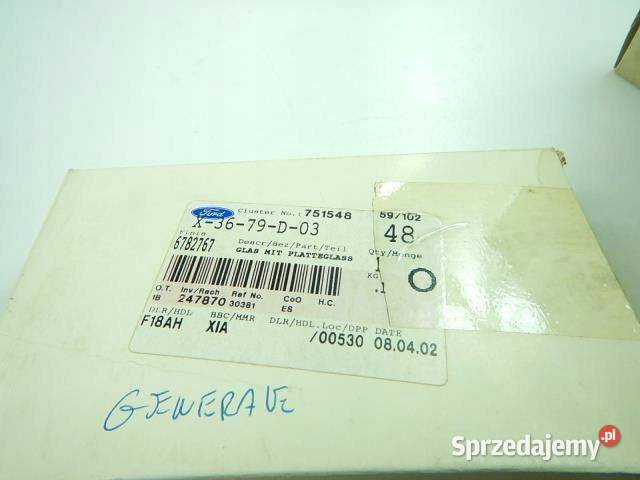 Ford Cluster No.: 751548 59/102
X-36-79-D-03 48
Finis Descr/Bez/Part/Teil Qty/Menge
6782767 GLAS MIT PLATTEGLASS 1
KG
.1
O
O.T. Inv/Rech Ref No. CoO H.C.
IB 247870 30381 ES
DLR/HDL BBC/MMR DLR/HDL.Loc/DPP DATE
F18AH XIA /00530 08.04.02
GENERALE
Sprzedajemy.pl